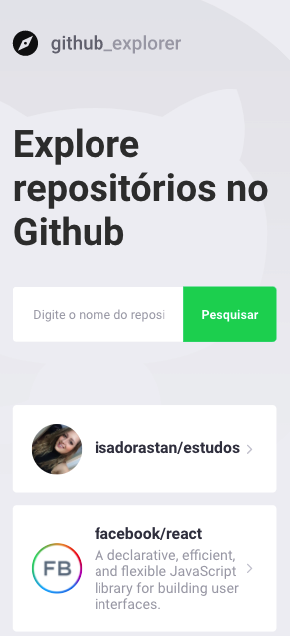 github_explorer
Explore
repositórios no
Github
Digite o nome do reposi
Pesquisar
isadorastan/estudos
FB
facebook/react
A declarative, efficient,
and flexible JavaScript
library for building user
interfaces.